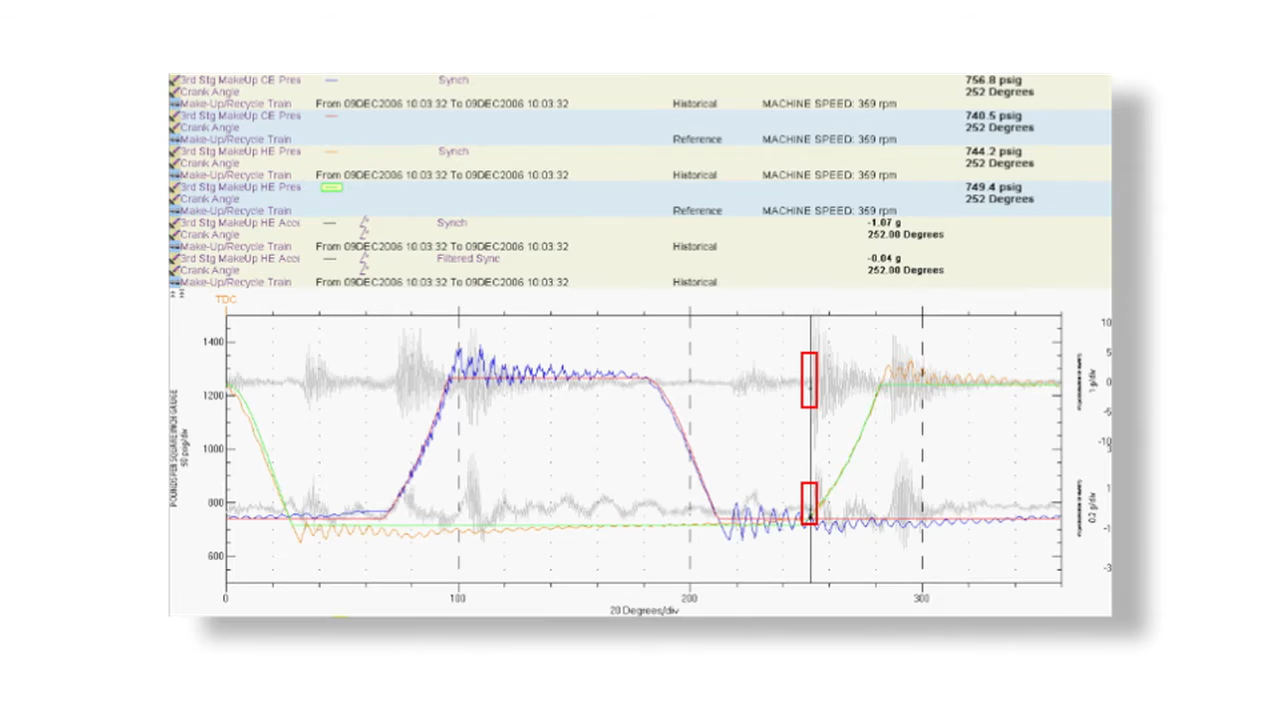 3rd Stg MakeUp CE Pres Synch 756.8 psig
Crank Angle 252 Degrees
Make-Up/Recycle Train From 09DEC2006 10:03:32 To 09DEC2006 10:03:32 Historical MACHINE SPEED: 359 rpm
3rd Stg MakeUp CE Pres 740.5 psig
Crank Angle 252 Degrees
Make-Up/Recycle Train Reference MACHINE SPEED: 359 rpm
3rd Stg MakeUp HE Pres Synch 744.2 psig
Crank Angle 252 Degrees
Make-Up/Recycle Train From 09DEC2006 10:03:32 To 09DEC2006 10:03:32 Historical MACHINE SPEED: 359 rpm
3rd Stg MakeUp HE Pres 749.4 psig
Crank Angle 252 Degrees
Make-Up/Recycle Train Reference MACHINE SPEED: 359 rpm
3rd Stg MakeUp HE Accl Synch -1.07 g
Crank Angle 252.00 Degrees
Make-Up/Recycle Train From 09DEC2006 10:03:32 To 09DEC2006 10:03:32 Historical
3rd Stg MakeUp HE Accl Filtered Sync -0.04 g
Crank Angle 252.00 Degrees
Make-Up/Recycle Train From 09DEC2006 10:03:32 To 09DEC2006 10:03:32 Historical
TDC
1400
1200
1000
800
600
POUNDS PER SQUARE INCH GAUGE
50 psig/div
10
5
0
-5
-10
1 g/div
3
1
-1
-3
0.2 g/div
0 100 200 300
20 Degrees/div